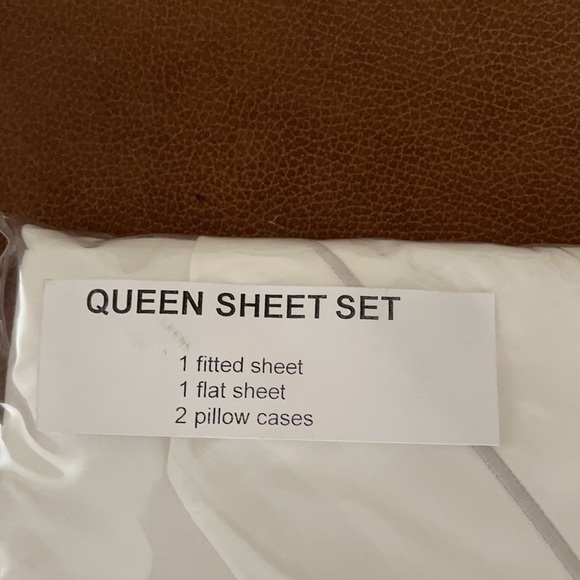 QUEEN SHEET SET
1 fitted sheet
1 flat sheet
2 pillow cases